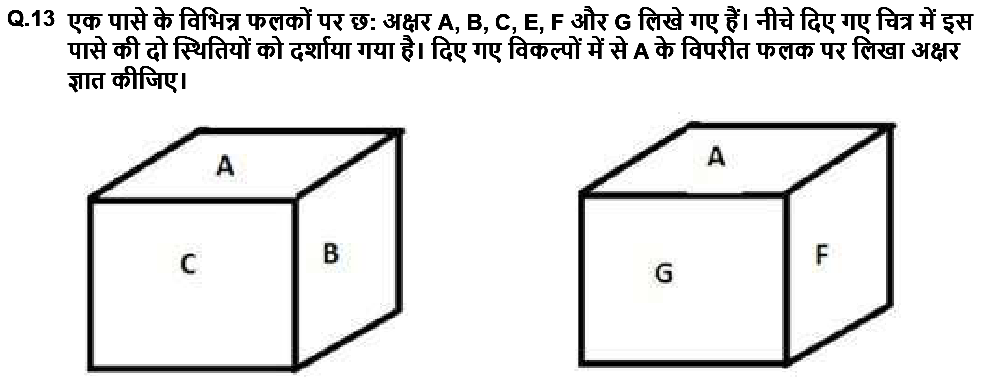 Q.13 एक पासे के विभिन्न फलकों पर छ: अक्षर A, B, C, E, F और G लिखे गए हैं। नीचे दिए गए चित्र में इस
पासे की दो स्थितियों को दर्शाया गया है। दिए गए विकल्पों में से A के विपरीत फलक पर लिखा अक्षर
ज्ञात कीजिए।
A
C
B
A
G
F